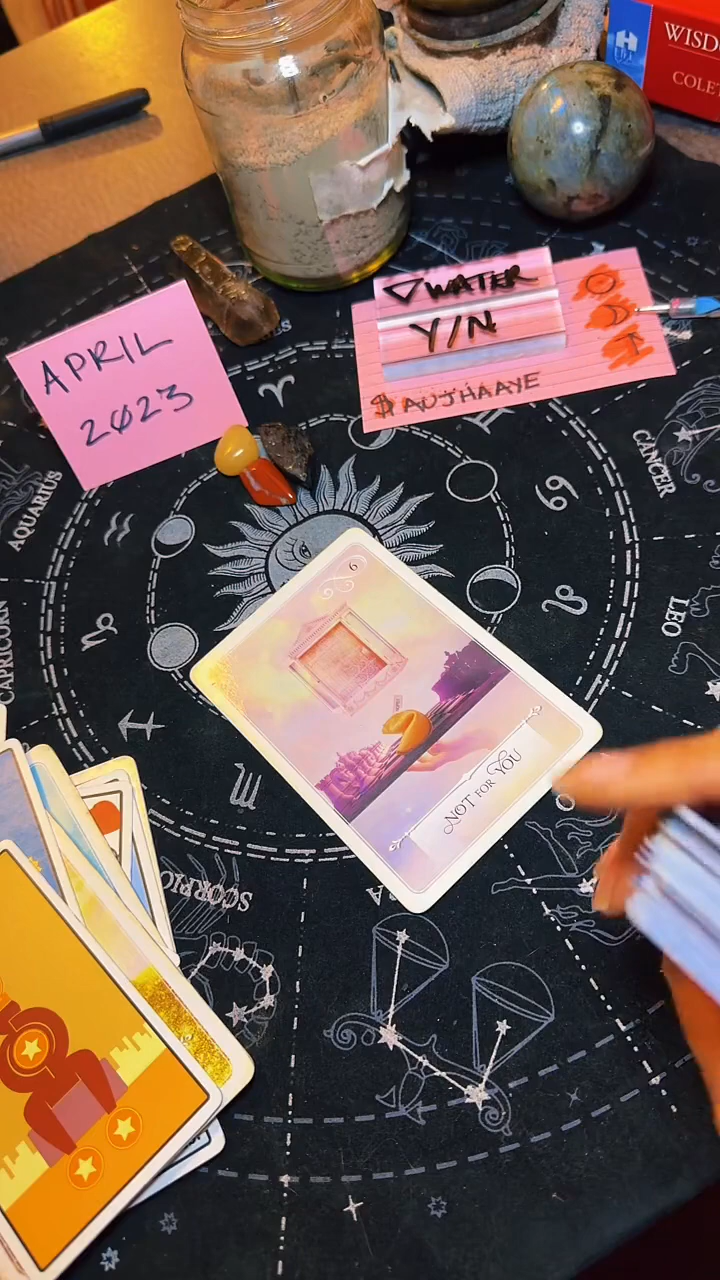 WISD
COLET
▽WATER
Y/N
$AUJHAAYE
APRIL
2023
CANCER
AQUARIUS
LEO
CAPRICORN
6
NOT FOR YOU
SCORPIO